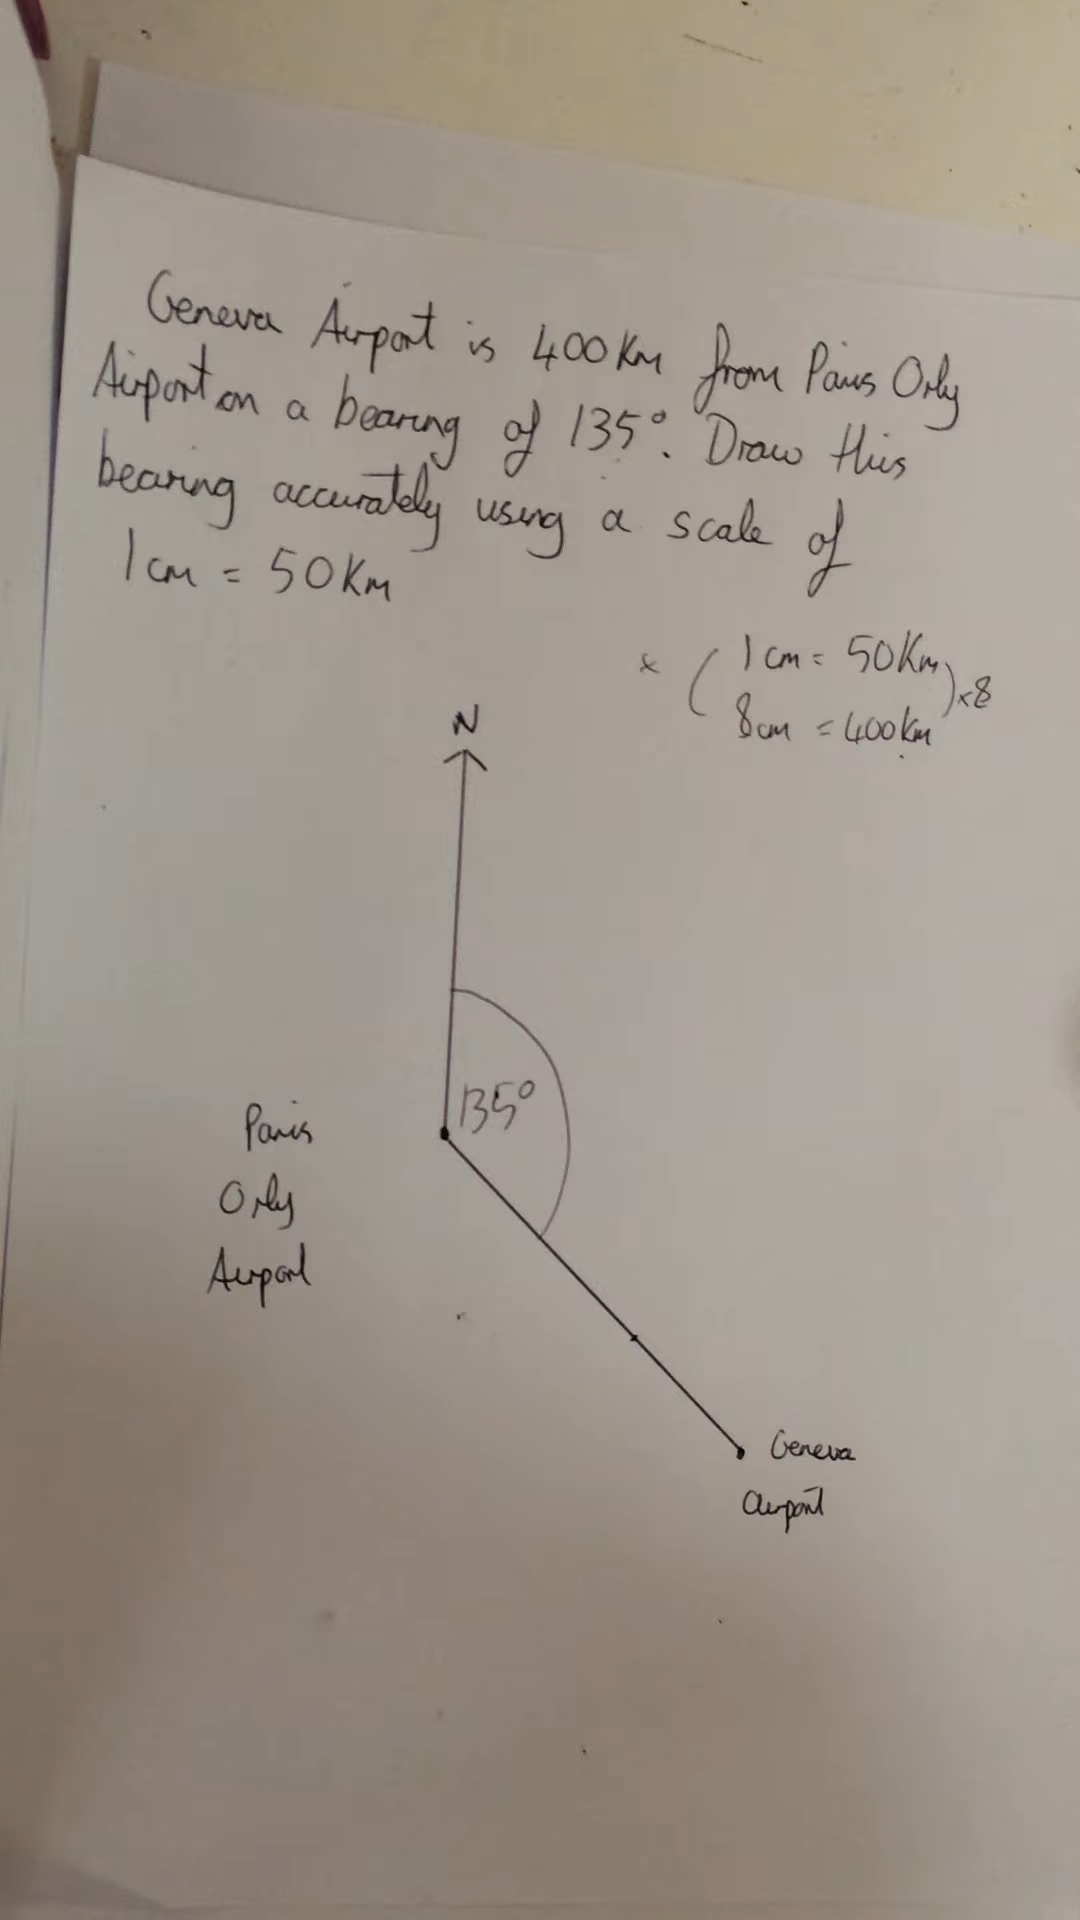 Geneva Airport is 400Km from Paris Orly
Airport on a bearing of 135°. Draw this
bearing accurately using a scale of
1cm = 50Km
x ( 1cm = 50Km ) x8
8cm = 400km
N
135°
Paris
Orly
Airport
Geneva
airport